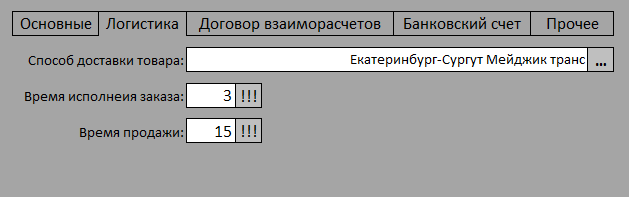 Основные Логистика Договор взаиморасчетов Банковский счет Прочее
Способ доставки товара: Екатеринбург-Сургут Мейджик транс ...
Время исполнеия заказа: 3 !!!
Время продажи: 15 !!!